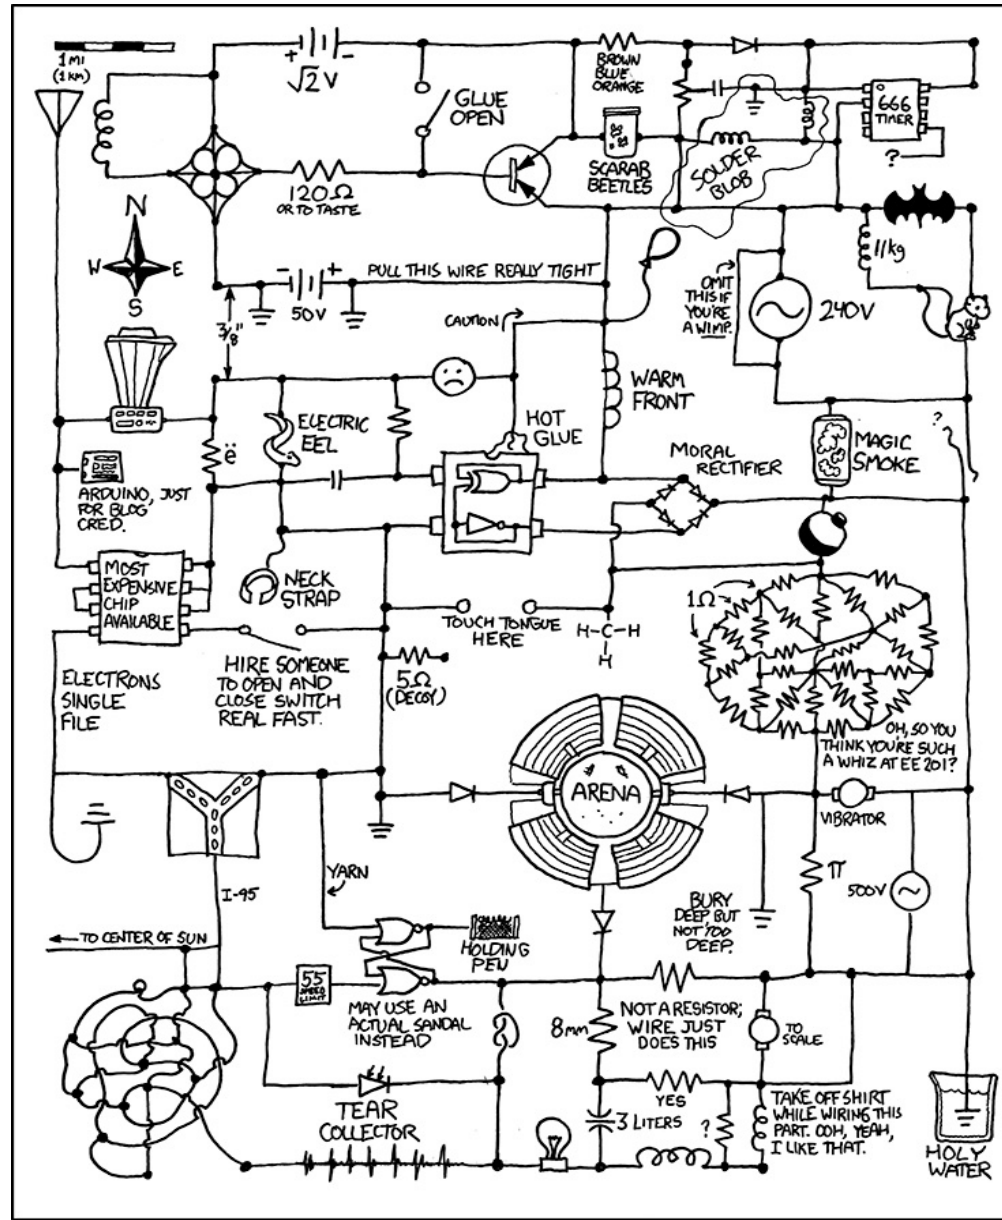 1 MI
(1 KM)
+
-
√2 V
GLUE
OPEN
BROWN
BLUE
ORANGE
666
TIMER
?
120Ω
OR TO TASTE
SCARAB
BEETLES
SOLDER
BLOB
N
W
E
S
11kg
-
+
50V
PULL THIS WIRE REALLY TIGHT
OMIT
THIS IF
YOU'RE
A WIMP.
240V
3/8"
CAUTION
WARM
FRONT
ELECTRIC
EEL
HOT
GLUE
MORAL
RECTIFIER
MAGIC
SMOKE
?
ë
ARDUINO, JUST
FOR BLOG
CRED.
MOST
EXPENSIVE
CHIP
AVAILABLE
NECK
STRAP
TOUCH TONGUE
HERE
H-C-H
H
1Ω
ELECTRONS
SINGLE
FILE
HIRE SOMEONE
TO OPEN AND
CLOSE SWITCH
REAL FAST.
5Ω
(DECOY)
OH, SO YOU
THINK YOU'RE SUCH
A WHIZ AT EE 201?
ARENA
VIBRATOR
YARN
I-95
π
500V
BURY
DEEP, BUT
NOT TOO
DEEP.
TO CENTER OF SUN
HOLDING
PEN
55
SPEED
LIMIT
MAY USE AN
ACTUAL SANDAL
INSTEAD
8mm
NOT A RESISTOR;
WIRE JUST
DOES THIS
TO
SCALE
TEAR
COLLECTOR
YES
3 LITERS
?
TAKE OFF SHIRT
WHILE WIRING THIS
PART. OOH, YEAH,
I LIKE THAT.
HOLY
WATER